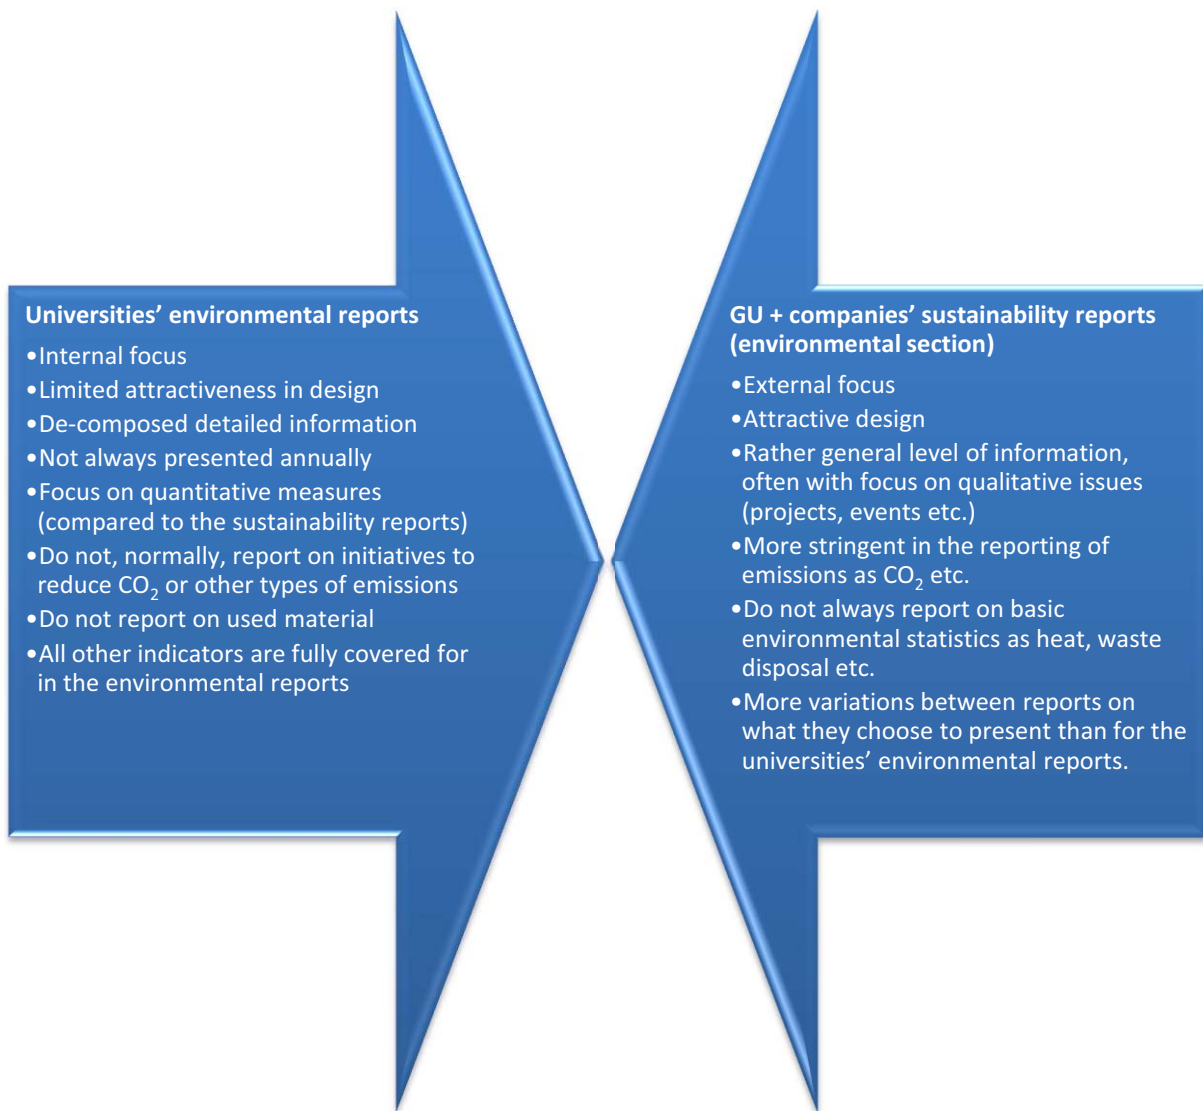 Universities’ environmental reports
•Internal focus
•Limited attractiveness in design
•De-composed detailed information
•Not always presented annually
•Focus on quantitative measures
(compared to the sustainability reports)
•Do not, normally, report on initiatives to
reduce CO₂ or other types of emissions
•Do not report on used material
•All other indicators are fully covered for
in the environmental reports
GU + companies’ sustainability reports
(environmental section)
•External focus
•Attractive design
•Rather general level of information,
often with focus on qualitative issues
(projects, events etc.)
•More stringent in the reporting of
emissions as CO₂ etc.
•Do not always report on basic
environmental statistics as heat, waste
disposal etc.
•More variations between reports on
what they choose to present than for the
universities’ environmental reports.